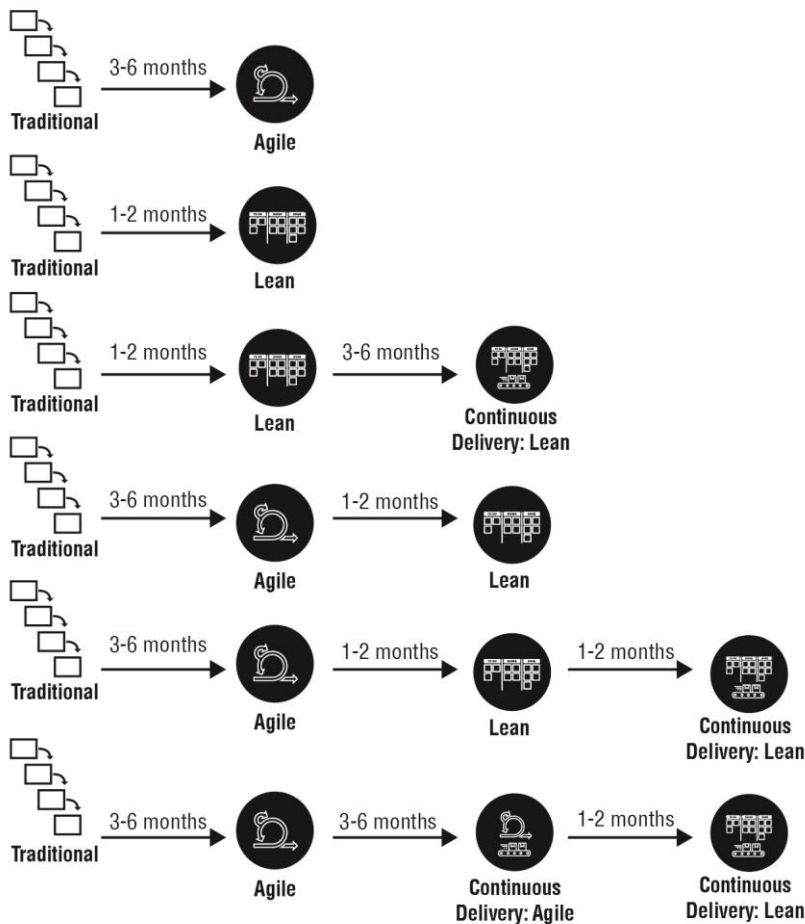 3-6 months
Traditional
Agile
1-2 months
Traditional
Lean
1-2 months
3-6 months
Traditional
Lean
Continuous
Delivery: Lean
3-6 months
1-2 months
Traditional
Agile
Lean
3-6 months
1-2 months
1-2 months
Traditional
Agile
Lean
Continuous
Delivery: Lean
3-6 months
3-6 months
1-2 months
Traditional
Agile
Continuous
Delivery: Agile
Continuous
Delivery: Lean